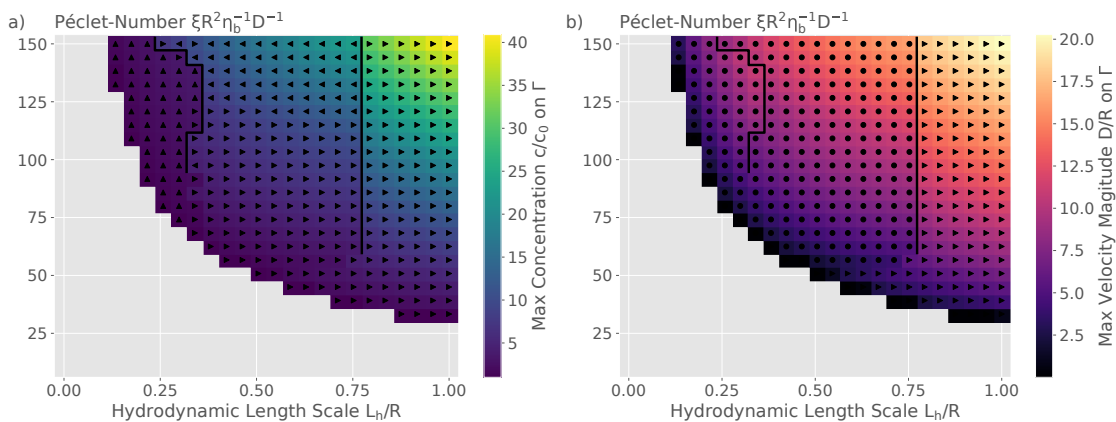 a)
Péclet-Number ξR²η_b⁻¹D⁻¹
150
125
100
75
50
25
0.00 0.25 0.50 0.75 1.00
Hydrodynamic Length Scale L_h/R
40
35
30
25
20
15
10
5
Max Concentration c/c₀ on Γ
b)
Péclet-Number ξR²η_b⁻¹D⁻¹
150
125
100
75
50
25
0.00 0.25 0.50 0.75 1.00
Hydrodynamic Length Scale L_h/R
20.0
17.5
15.0
12.5
10.0
7.5
5.0
2.5
Max Velocity Magitude D/R on Γ